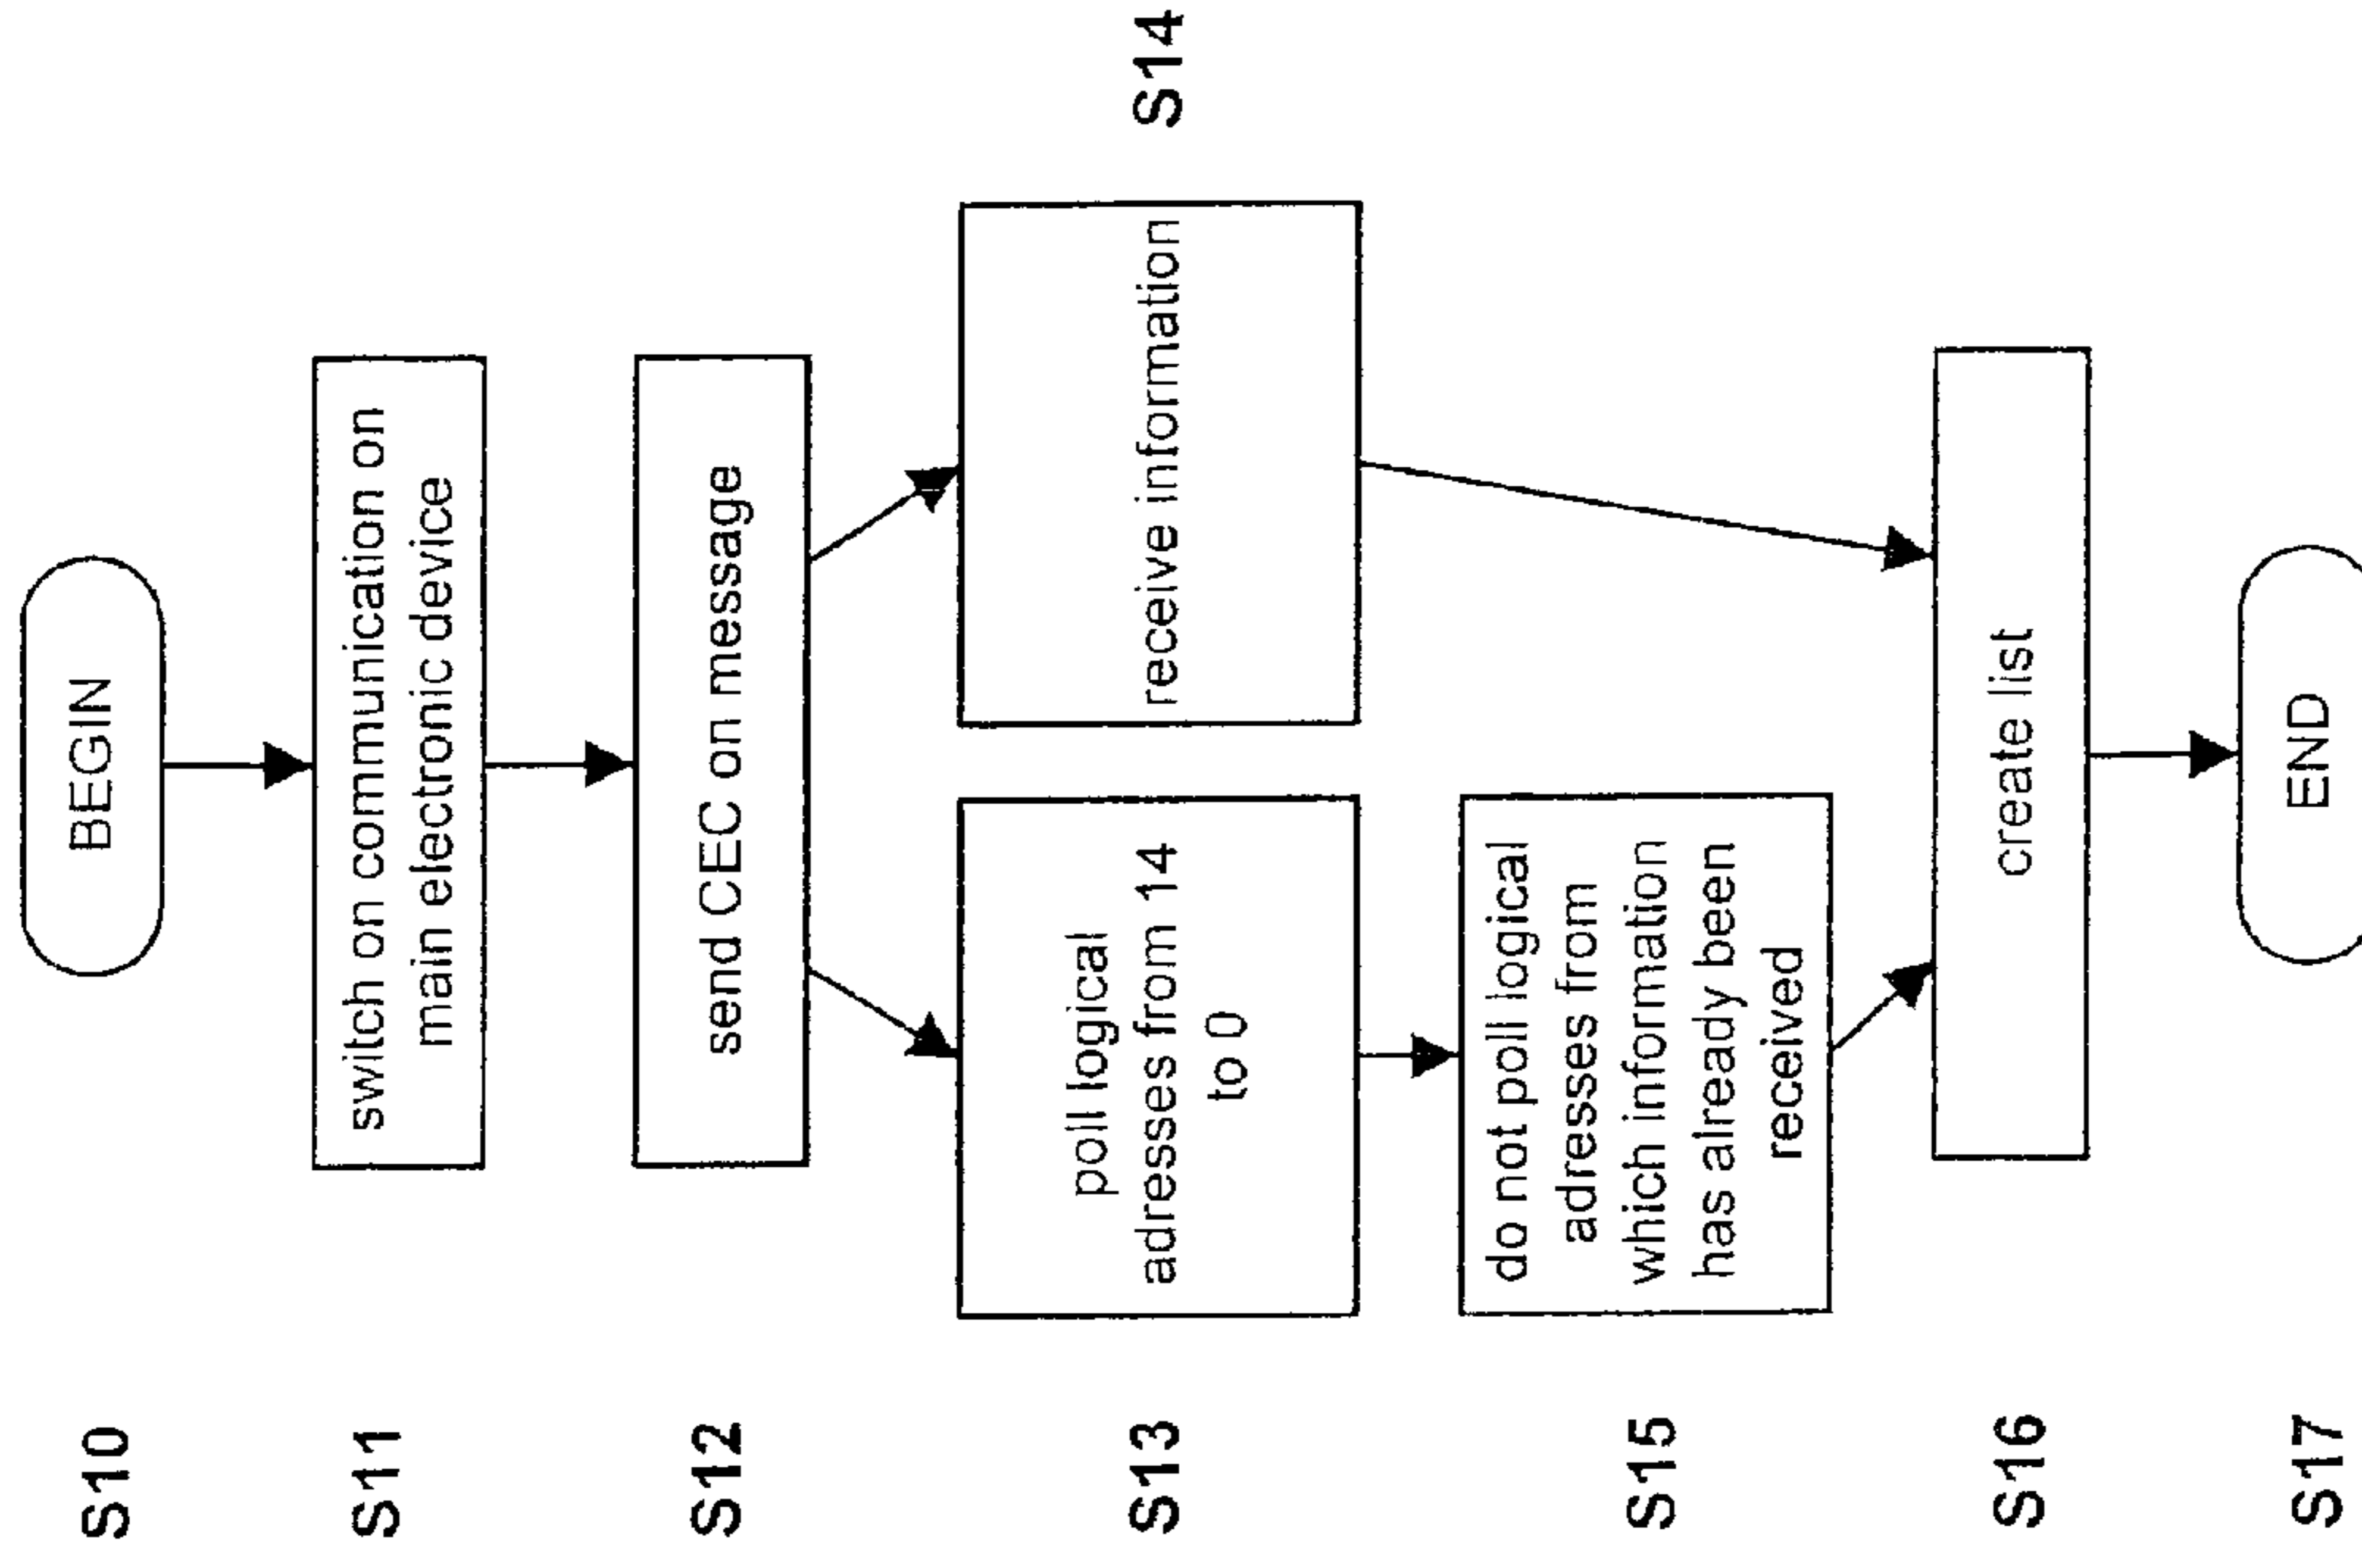 S10
BEGIN
S11
switch on communication on
main electronic device
S12
send CEC on message
S13
poll logical
adresses from 14
to 0
receive information
S14
S15
do not poll logical
adresses from
which information
has already been
received
S16
create list
S17
END